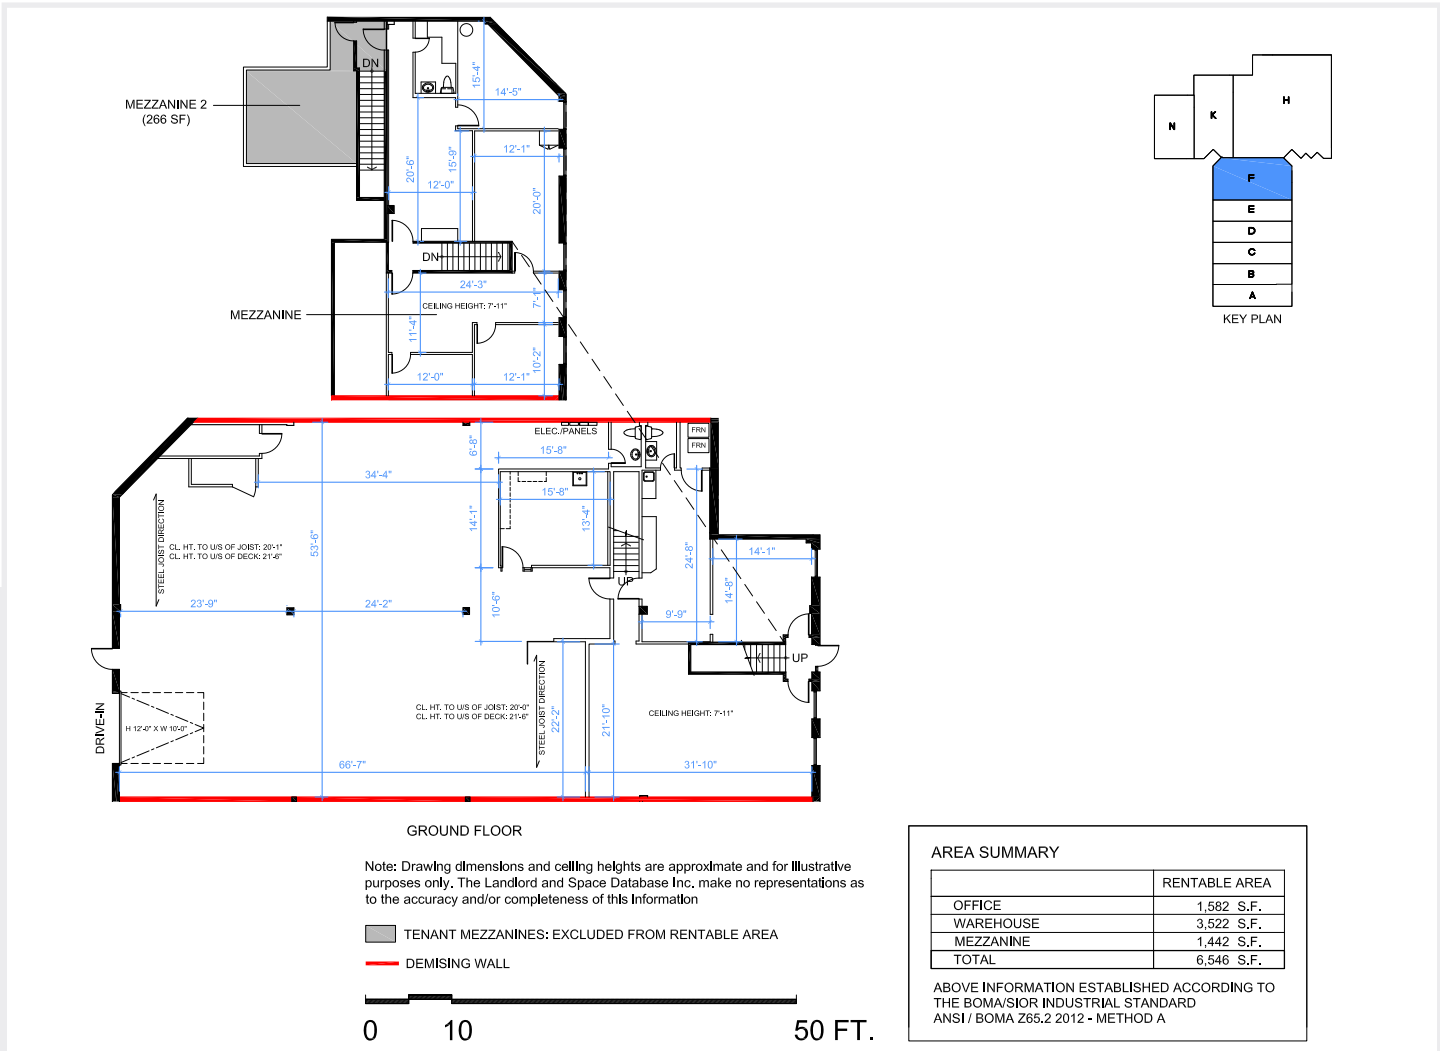 DN
MEZZANINE 2
(266 SF)
15'-4"
14'-5"
12'-1"
15'-9"
20'-6"
12'-0"
20'-0"
DN
24'-3"
CEILING HEIGHT: 7'-11"
7'-1"
MEZZANINE
11'-4"
10'-2"
12'-0"
12'-1"
N
K
H
F
E
D
C
B
A
KEY PLAN
ELEC./PANELS
FRN
FRN
6'-8"
15'-8"
34'-4"
15'-8"
STEEL JOIST DIRECTION
CL. HT. TO U/S OF JOIST: 20'-1"
CL. HT. TO U/S OF DECK: 21'-6"
53'-6"
14'-1"
13'-4"
24'-8"
14'-1"
UP
14'-8"
23'-9"
24'-2"
10'-6"
9'-9"
UP
STEEL JOIST DIRECTION
CL. HT. TO U/S OF JOIST: 20'-0"
CL. HT. TO U/S OF DECK: 21'-6"
22'-2"
21'-10"
CEILING HEIGHT: 7'-11"
DRIVE-IN
H 12'-0" X W 10'-0"
66'-7"
31'-10"
GROUND FLOOR
Note: Drawing dimensions and ceiling heights are approximate and for illustrative
purposes only. The Landlord and Space Database Inc. make no representations as
to the accuracy and/or completeness of this information
TENANT MEZZANINES: EXCLUDED FROM RENTABLE AREA
DEMISING WALL
0 10 50 FT.
AREA SUMMARY
RENTABLE AREA
OFFICE 1,582 S.F.
WAREHOUSE 3,522 S.F.
MEZZANINE 1,442 S.F.
TOTAL 6,546 S.F.
ABOVE INFORMATION ESTABLISHED ACCORDING TO
THE BOMA/SIOR INDUSTRIAL STANDARD
ANSI / BOMA Z65.2 2012 - METHOD A